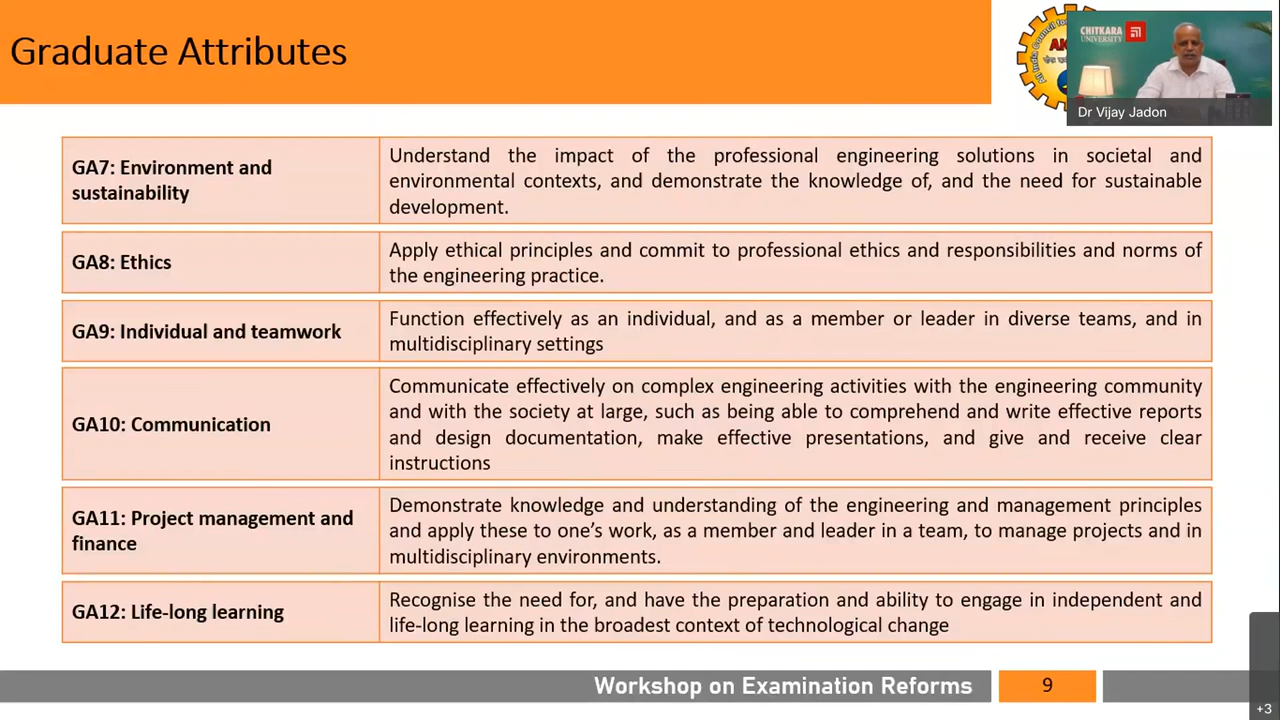 Graduate Attributes
CHITKARA
UNIVERSITY
Dr Vijay Jadon
GA7: Environment and
sustainability
Understand the impact of the professional engineering solutions in societal and
environmental contexts, and demonstrate the knowledge of, and the need for sustainable
development.
GA8: Ethics
Apply ethical principles and commit to professional ethics and responsibilities and norms of
the engineering practice.
GA9: Individual and teamwork
Function effectively as an individual, and as a member or leader in diverse teams, and in
multidisciplinary settings
GA10: Communication
Communicate effectively on complex engineering activities with the engineering community
and with the society at large, such as being able to comprehend and write effective reports
and design documentation, make effective presentations, and give and receive clear
instructions
GA11: Project management and
finance
Demonstrate knowledge and understanding of the engineering and management principles
and apply these to one’s work, as a member and leader in a team, to manage projects and in
multidisciplinary environments.
GA12: Life-long learning
Recognise the need for, and have the preparation and ability to engage in independent and
life-long learning in the broadest context of technological change
Workshop on Examination Reforms
9
+3